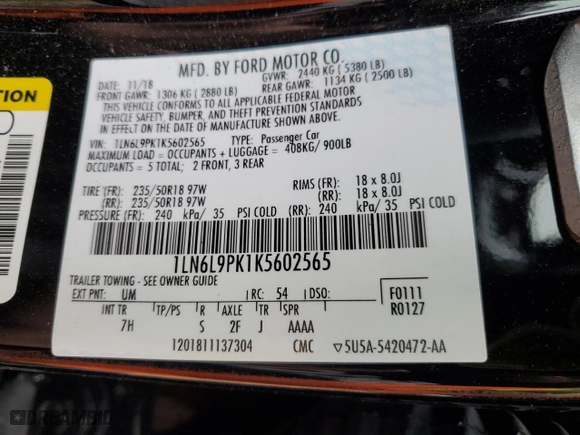 MFD. BY FORD MOTOR CO.
DATE: 11/18 GVWR: 2440 KG ( 5380 LB)
FRONT GAWR: 1306 KG ( 2880 LB) REAR GAWR: 1134 KG ( 2500 LB)
THIS VEHICLE CONFORMS TO ALL APPLICABLE FEDERAL MOTOR
VEHICLE SAFETY, BUMPER, AND THEFT PREVENTION STANDARDS
IN EFFECT ON THE DATE OF MANUFACTURE SHOWN ABOVE.
VIN: 1LN6L9PK1K5602565 TYPE: Passenger Car
MAXIMUM LOAD = OCCUPANTS + LUGGAGE = 408KG/ 900LB
OCCUPANTS = 5 TOTAL; 2 FRONT, 3 REAR
TIRE (FR): 235/50R18 97W RIMS (FR): 18 x 8.0J
(RR): 235/50R18 97W (RR): 18 x 8.0J
PRESSURE (FR): 240 kPa/ 35 PSI COLD (RR): 240 kPa/ 35 PSI COLD
1LN6L9PK1K5602565
TRAILER TOWING - SEE OWNER GUIDE
EXT PNT: UM RC: 54 DSO: F0111
INT TR TP/PS R AXLE TR SPR R0127
7H S 2F J AAAA
1201811137304 CMC 5U5A-5420472-AA
TION
DREAMBID